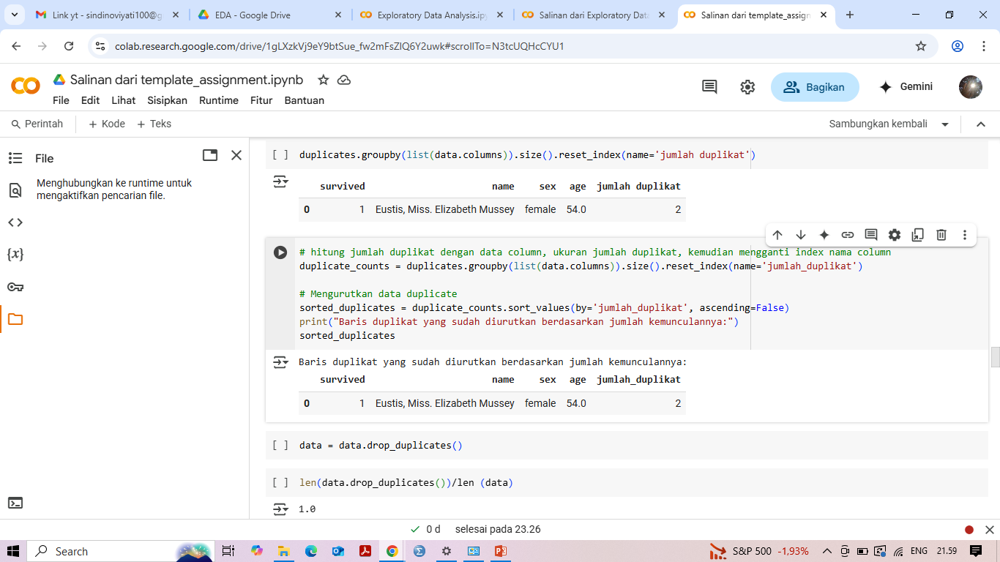 Link yt - sindinoviyati100@g
EDA - Google Drive
Exploratory Data Analysis.ip
Salinan dari Exploratory Dat
Salinan dari template_assign
colab.research.google.com/drive/1gLXzkVj9eY9btSue_fw2mFsZIQ6Y2uwk#scrollTo=N3tcUQHcCYU1
Salinan dari template_assignment.ipynb
File Edit Lihat Sisipkan Runtime Fitur Bantuan
Bagikan
Gemini
Perintah + Kode + Teks
Sambungkan kembali
File
Menghubungkan ke runtime untuk
mengaktifkan pencarian file.
[ ] duplicates.groupby(list(data.columns)).size().reset_index(name='jumlah duplikat')
survived name sex age jumlah duplikat
0 1 Eustis, Miss. Elizabeth Mussey female 54.0 2
# hitung jumlah duplikat dengan data column, ukuran jumlah duplikat, kemudian mengganti index nama column
duplicate_counts = duplicates.groupby(list(data.columns)).size().reset_index(name='jumlah_duplikat')
# Mengurutkan data duplicate
sorted_duplicates = duplicate_counts.sort_values(by='jumlah_duplikat', ascending=False)
print("Baris duplikat yang sudah diurutkan berdasarkan jumlah kemunculannya:")
sorted_duplicates
Baris duplikat yang sudah diurutkan berdasarkan jumlah kemunculannya:
survived name sex age jumlah_duplikat
0 1 Eustis, Miss. Elizabeth Mussey female 54.0 2
[ ] data = data.drop_duplicates()
[ ] len(data.drop_duplicates())/len (data)
1.0
0 d selesai pada 23.26
Search
S&P 500 -1,93%
ENG 21.59